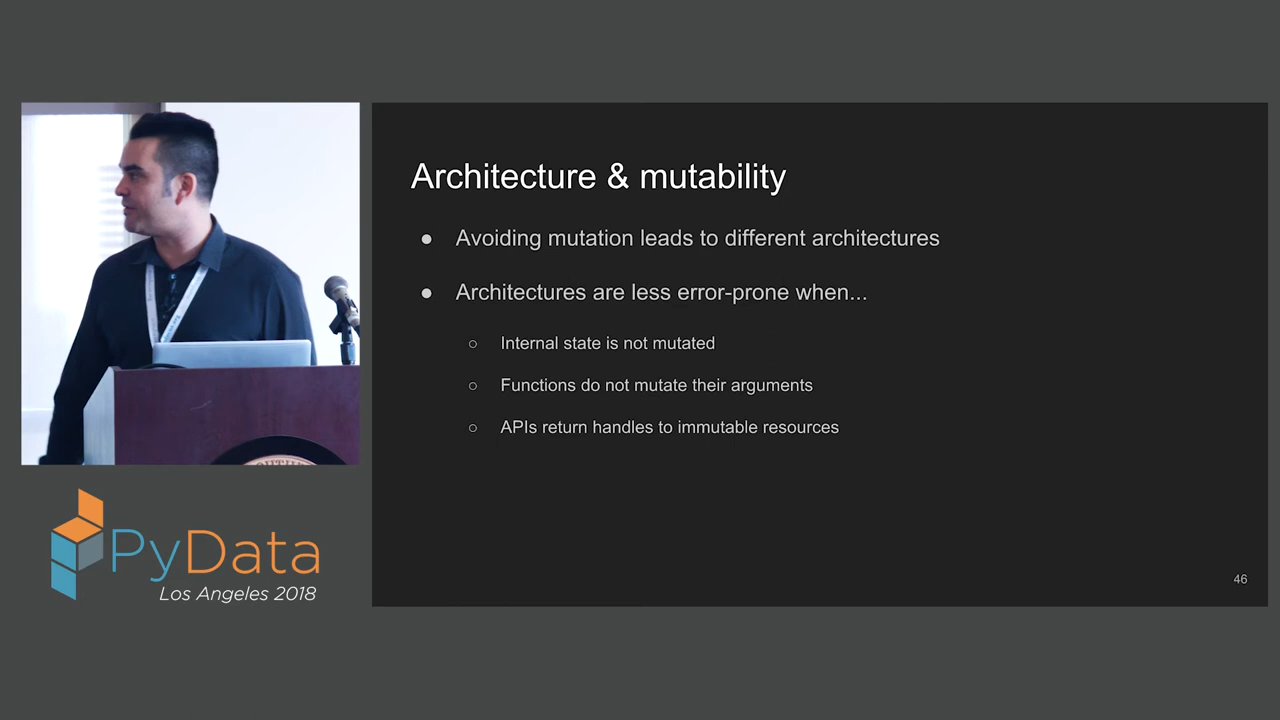 Architecture & mutability
● Avoiding mutation leads to different architectures
● Architectures are less error-prone when...
○ Internal state is not mutated
○ Functions do not mutate their arguments
○ APIs return handles to immutable resources
46
PyData
Los Angeles 2018